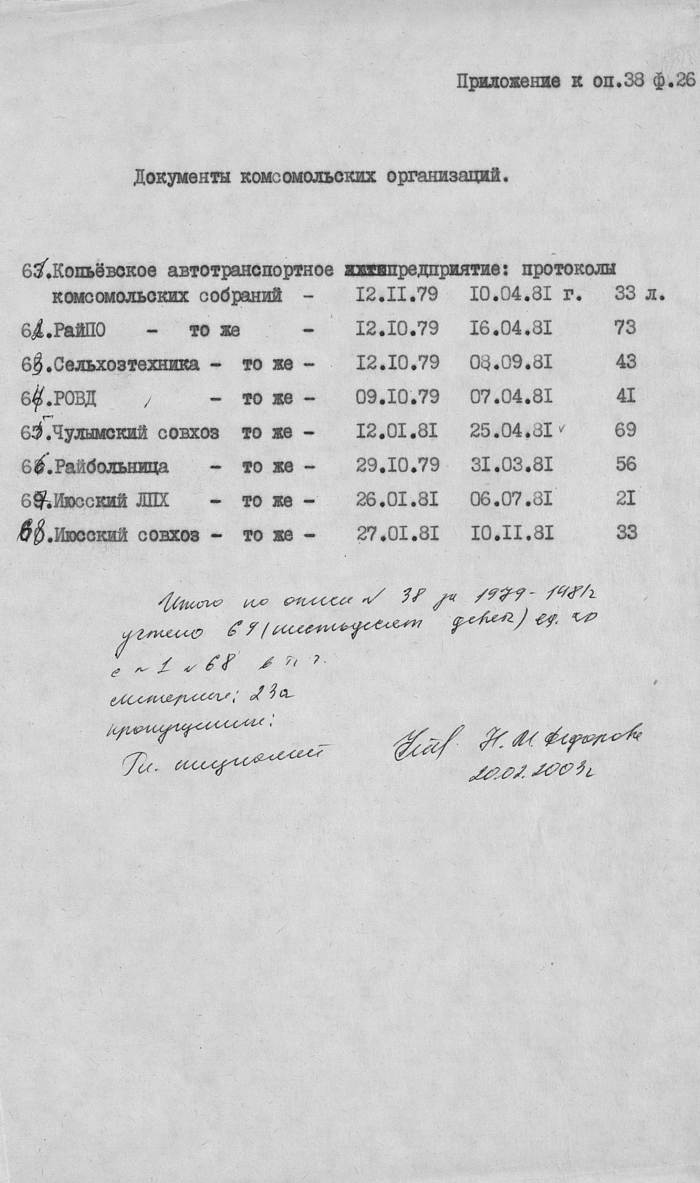 Приложение к оп.38 ф.26
Документы комсомольских организаций.
61.Копьёвское автотранспортное предприятие: протоколы
комсомольских собраний - 12.11.79 10.04.81 г. 33 л.
62.РайПО - то же - 12.10.79 16.04.81 73
63.Сельхозтехника - то же - 12.10.79 08.09.81 43
64.РОВД - то же - 09.10.79 07.04.81 41
65.Чулымский совхоз то же - 12.01.81 25.04.81 69
66.Райбольница - то же - 29.10.79 31.03.81 56
67.Июсский ЛПХ - то же - 26.01.81 06.07.81 21
68.Июсский совхоз - то же - 27.01.81 10.11.81 33
Итого по описи № 38 за 1979-1981г
учтено 69 (шестьдесят девять) ед. хр
с № 1 № 68 в т. ч.
литерные: 23а
пропущенные:
Гл. специалист Н. И Федорова
20.02.2003г